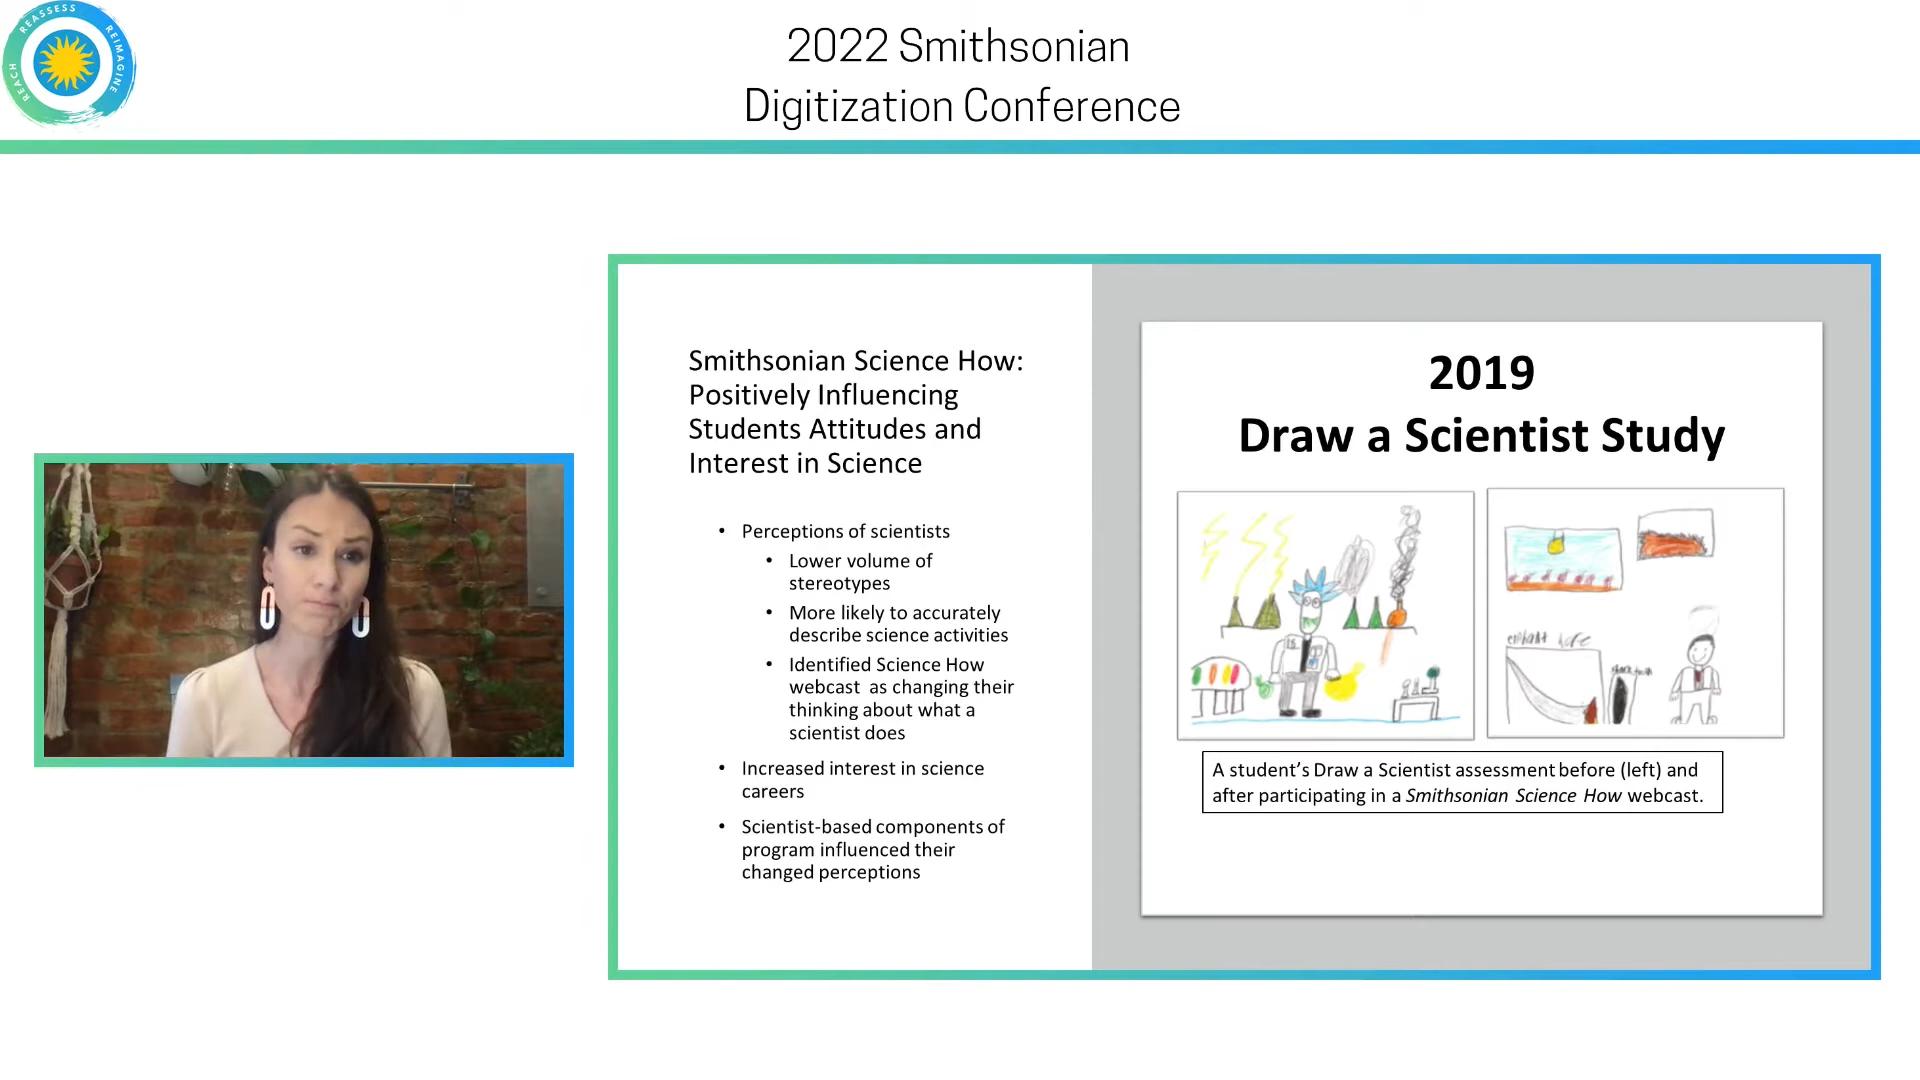 REACH REASSESS REIMAGINE
2022 Smithsonian
Digitization Conference
Smithsonian Science How:
Positively Influencing
Students Attitudes and
Interest in Science
• Perceptions of scientists
• Lower volume of
stereotypes
• More likely to accurately
describe science activities
• Identified Science How
webcast as changing their
thinking about what a
scientist does
• Increased interest in science
careers
• Scientist-based components of
program influenced their
changed perceptions
2019
Draw a Scientist Study
A student's Draw a Scientist assessment before (left) and
after participating in a Smithsonian Science How webcast.